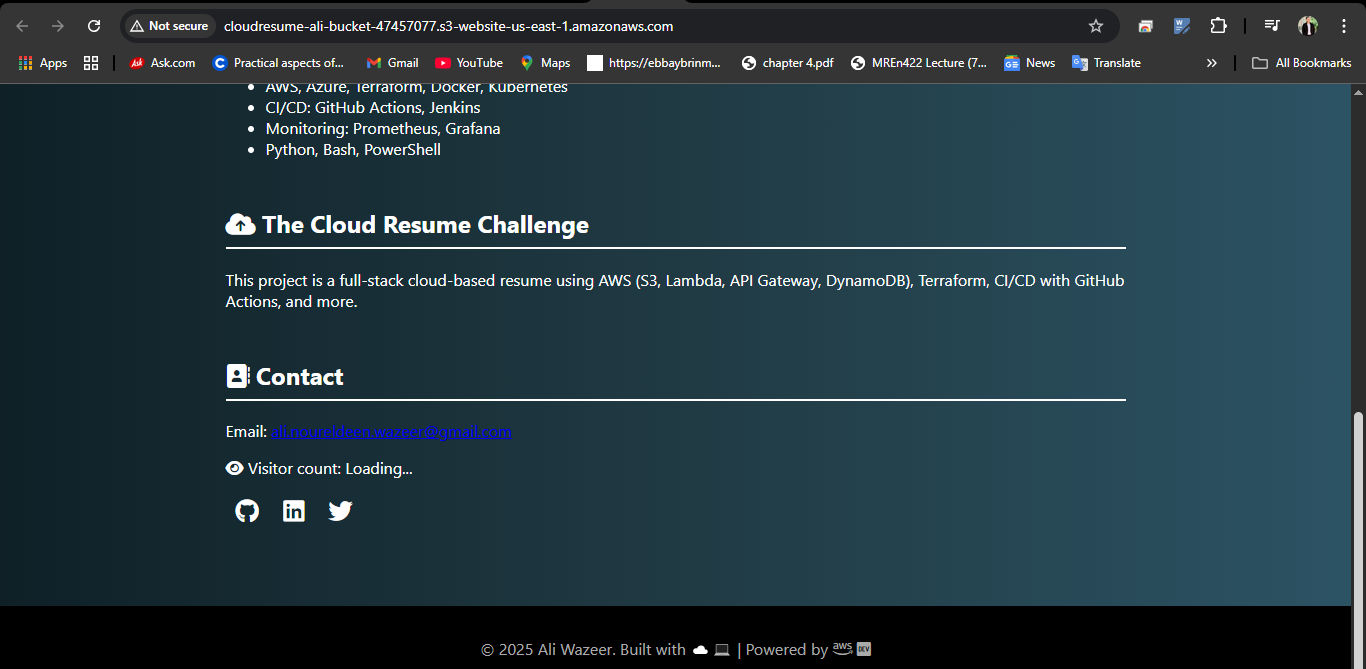 Not secure
cloudresume-ali-bucket-47457077.s3-website-us-east-1.amazonaws.com
Apps
Ask.com
Practical aspects of...
Gmail
YouTube
Maps
https://ebbaybrinm...
chapter 4.pdf
MREn422 Lecture (7...
News
Translate
»
All Bookmarks
AWS, Azure, Terraform, Docker, Kubernetes
CI/CD: GitHub Actions, Jenkins
Monitoring: Prometheus, Grafana
Python, Bash, PowerShell
The Cloud Resume Challenge
This project is a full-stack cloud-based resume using AWS (S3, Lambda, API Gateway, DynamoDB), Terraform, CI/CD with GitHub
Actions, and more.
Contact
Email: ali.noureldeen.wazeer@gmail.com
Visitor count: Loading...
© 2025 Ali Wazeer. Built with | Powered by aws DEV